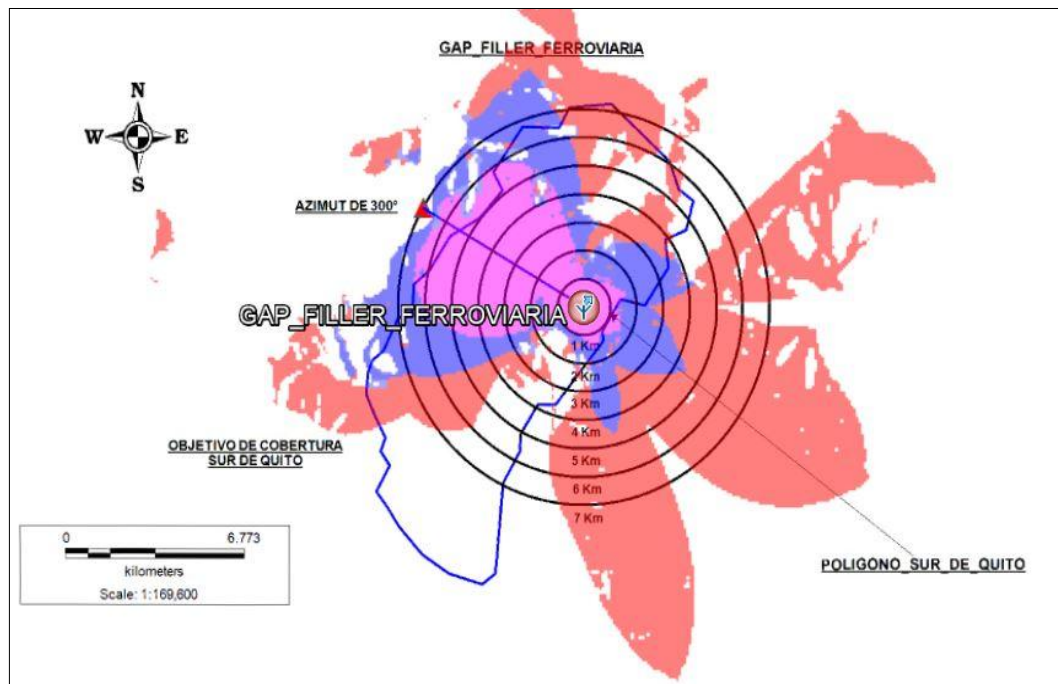 GAP_FILLER_FERROVIARIA
N
W E
S
AZIMUT DE 300°
GAP_FILLER_FERROVIARIA
1 Km
2 Km
3 Km
4 Km
5 Km
6 Km
7 Km
OBJETIVO DE COBERTURA
SUR DE QUITO
0 6.773
kilometers
Scale: 1:169,600
POLIGONO_SUR_DE_QUITO